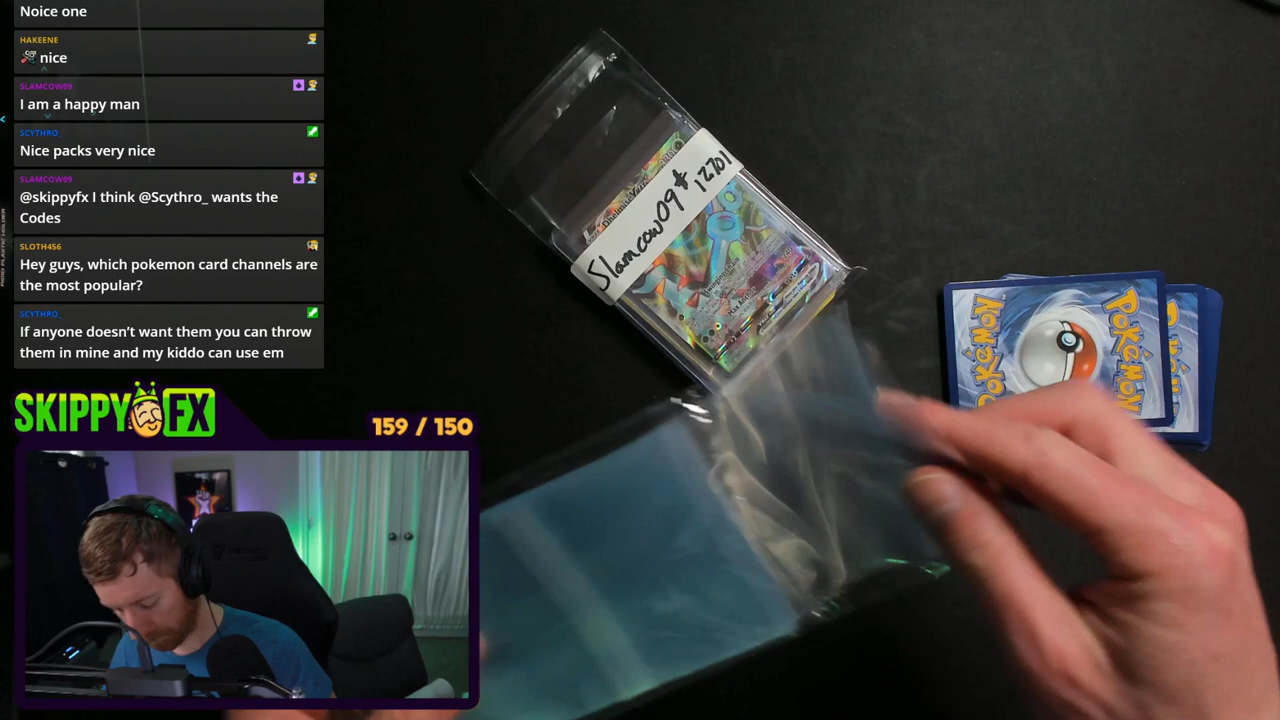 Noice one
HAKEENE
nice
SLAMCOW09
I am a happy man
SCYTHRO_
Nice packs very nice
SLAMCOW09
@skippyfx I think @Scythro_ wants the
Codes
SLOTH456
Hey guys, which pokemon card channels are
the most popular?
SCYTHRO_
If anyone doesn't want them you can throw
them in mine and my kiddo can use em
SKIPPY FX
159 / 150
Slamcow09 # 12701
POKéMON
POKéMON